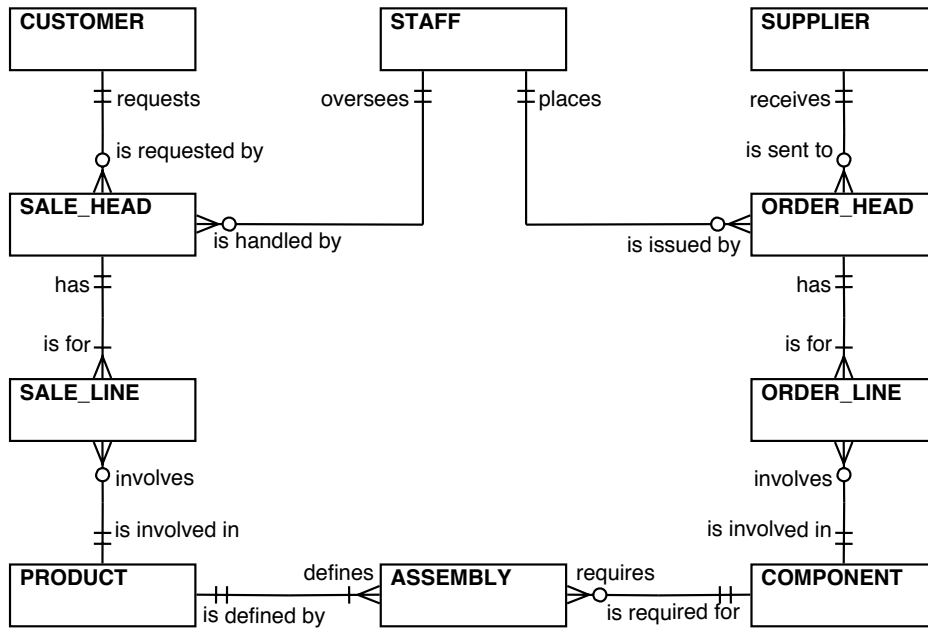 CUSTOMER
STAFF
SUPPLIER
requests
oversees
places
receives
is requested by
is sent to
SALE_HEAD
ORDER_HEAD
is handled by
is issued by
has
has
is for
is for
SALE_LINE
ORDER_LINE
involves
involves
is involved in
is involved in
PRODUCT
defines
ASSEMBLY
requires
COMPONENT
is defined by
is required for